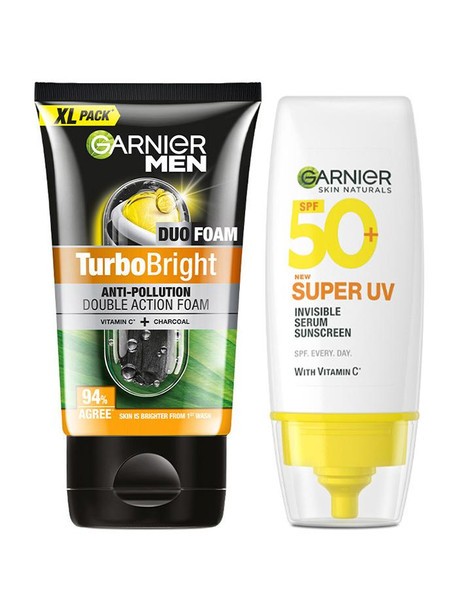 XL PACK*
GARNIER
MEN
DUO FOAM
TurboBright
ANTI-POLLUTION
DOUBLE ACTION FOAM
VITAMIN C* + CHARCOAL
94%
AGREE
SKIN IS BRIGHTER FROM 1ST WASH
GARNIER
SKIN NATURALS
SPF
50+
NEW
SUPER UV
INVISIBLE
SERUM
SUNSCREEN
SPF. EVERY. DAY.
WITH VITAMIN C*